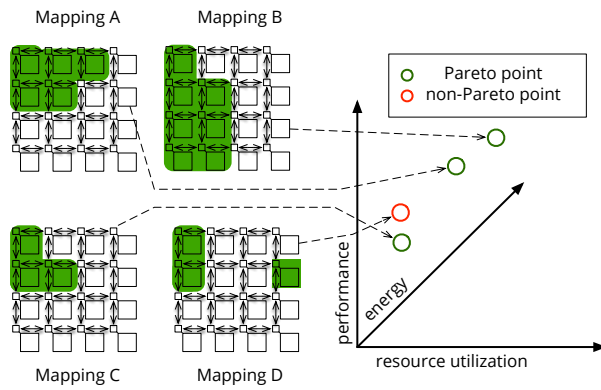 Mapping A
Mapping B
Pareto point
non-Pareto point
performance
energy
resource utilization
Mapping C
Mapping D